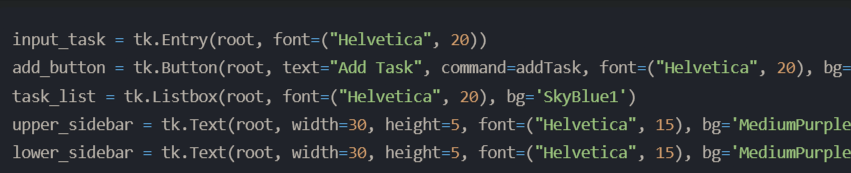 input_task = tk.Entry(root, font=("Helvetica", 20))
add_button = tk.Button(root, text="Add Task", command=addTask, font=("Helvetica", 20), bg=
task_list = tk.Listbox(root, font=("Helvetica", 20), bg='SkyBlue1')
upper_sidebar = tk.Text(root, width=30, height=5, font=("Helvetica", 15), bg='MediumPurple
lower_sidebar = tk.Text(root, width=30, height=5, font=("Helvetica", 15), bg='MediumPurple